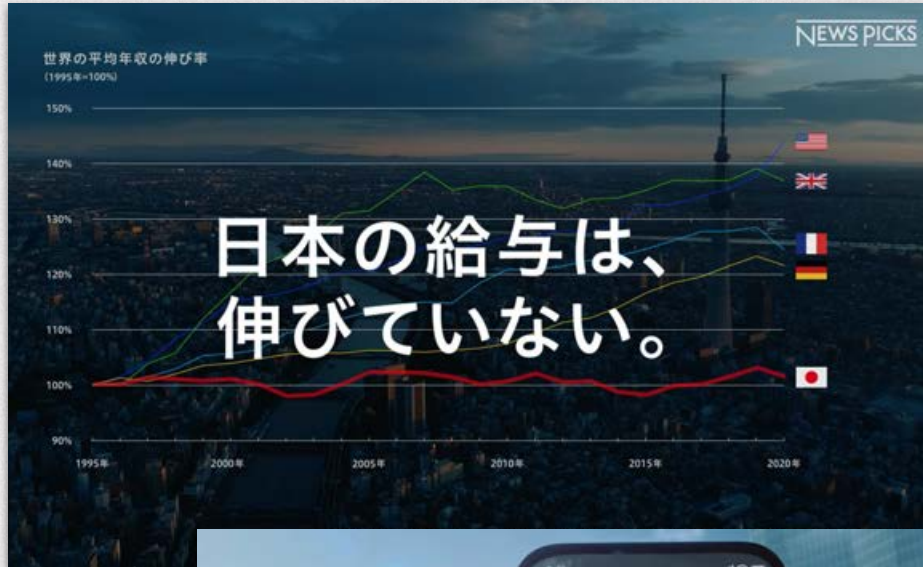 NEWS PICKS
世界の平均年収の伸び率
(1995年=100%)
150%
140%
130%
120%
110%
100%
90%
日本の給与は、
伸びていない。
1995年
2000年
2005年
2010年
2015年
2020年